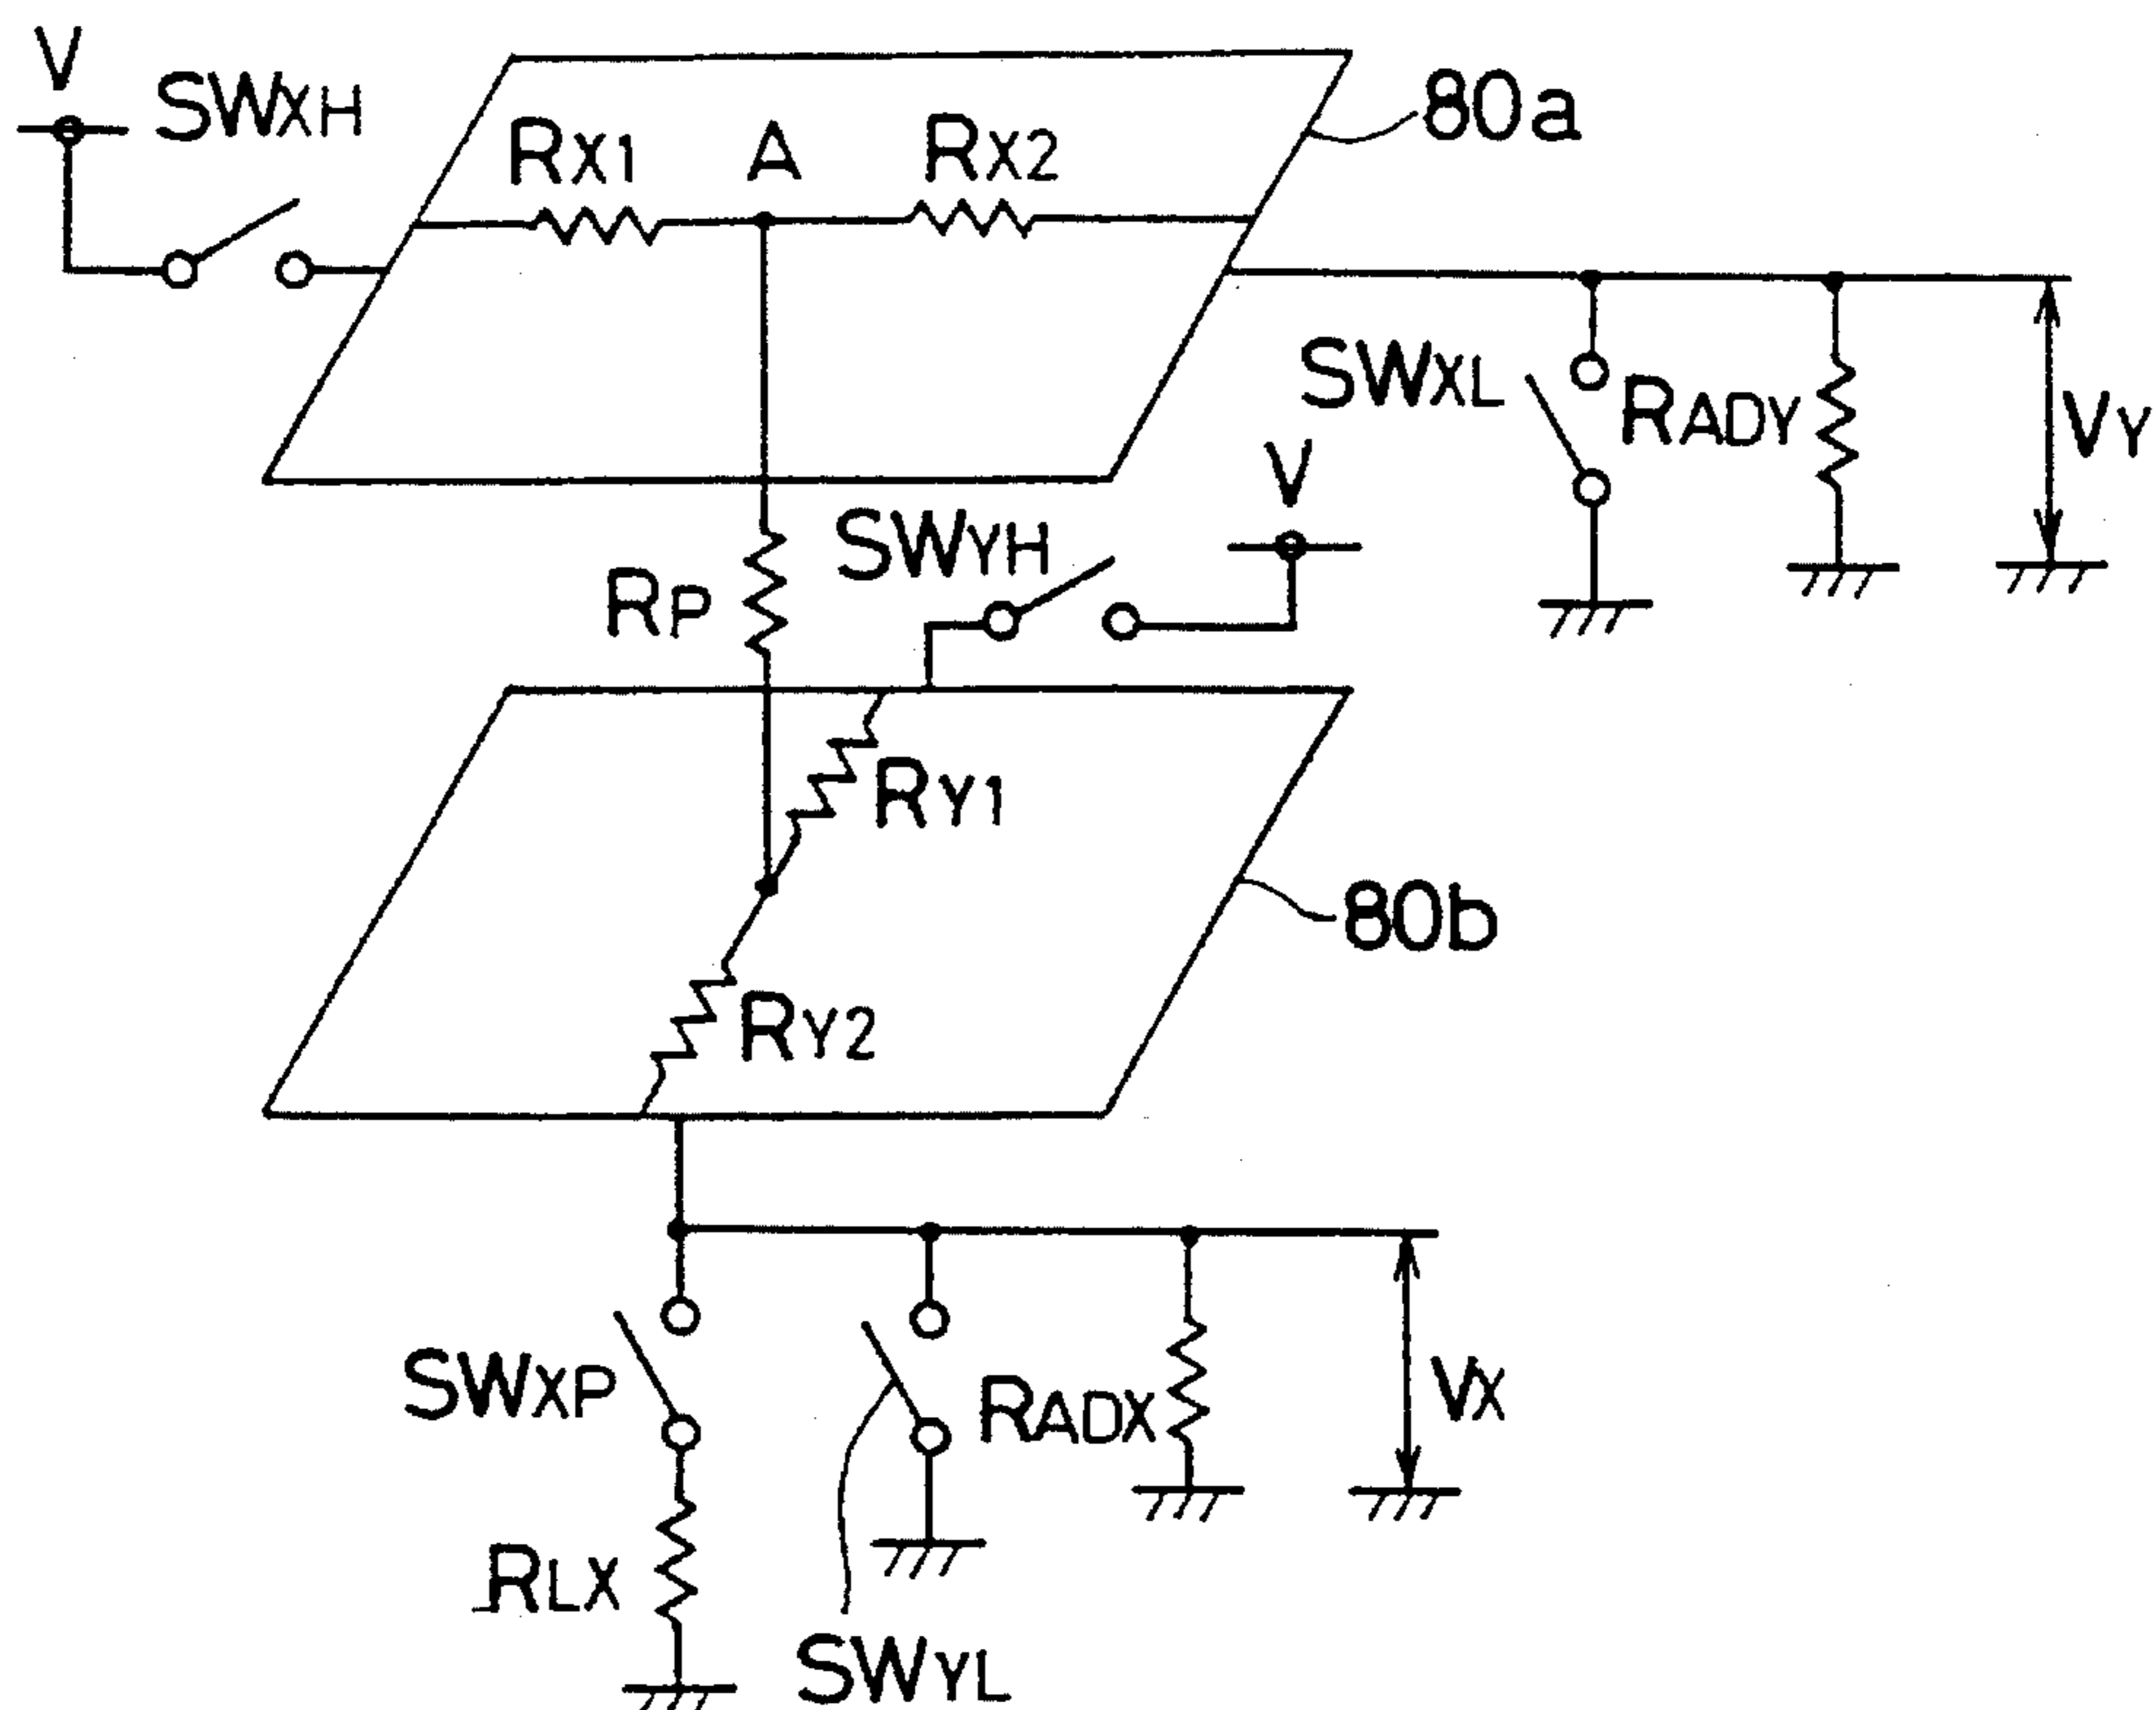 V
SWXH
RX1
A
RX2
80a
SWXL
RADY
VY
V
SWYH
RP
RY1
80b
RY2
SWXP
RADX
VX
RLX
SWYL